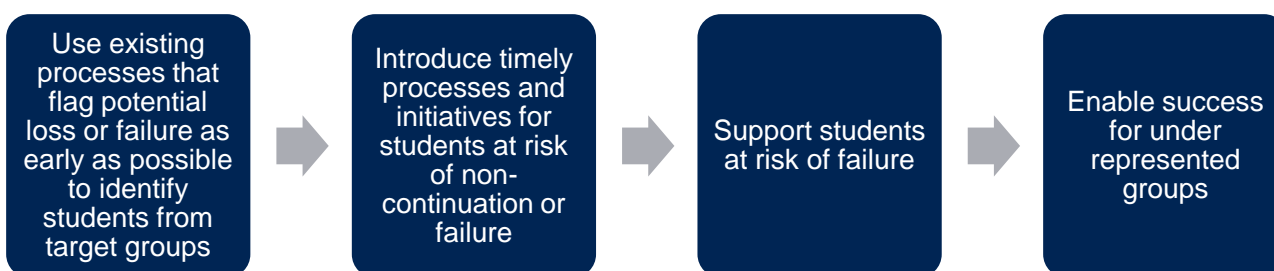 Use existing
processes that
flag potential
loss or failure as
early as possible
to identify
students from
target groups
Introduce timely
processes and
initiatives for
students at risk
of non-
continuation or
failure
Support students
at risk of failure
Enable success
for under
represented
groups